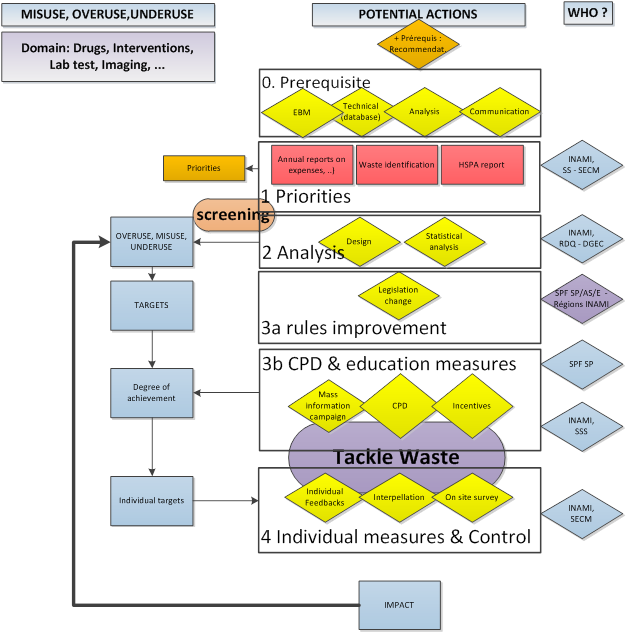 MISUSE, OVERUSE,UNDERUSE
POTENTIAL ACTIONS
WHO ?
Domain: Drugs, Interventions,
Lab test, Imaging, ...
+ Prérequis :
Recommendat.
0. Prerequisite
EBM
Technical
(database)
Analysis
Communication
Priorities
Annual reports on
expenses, ..)
Waste identification
HSPA report
1 Priorities
INAMI,
SS - SECM
screening
OVEUSE, MISUSE,
UNDERUSE
Design
Statistical
analysis
2 Analysis
INAMI,
RDQ - DGEC
TARGETS
Legislation
change
3a rules improvement
SPF SP/AS/E -
Régions INAMI
3b CPD & education measures
SPF SP
Degree of
achievement
Mass
information
campaign
CPD
Incentives
INAMI,
SSS
Tackle Waste
Individual targets
Individual
Feedbacks
Interpellation
On site survey
4 Individual measures & Control
INAMI,
SECM
IMPACT